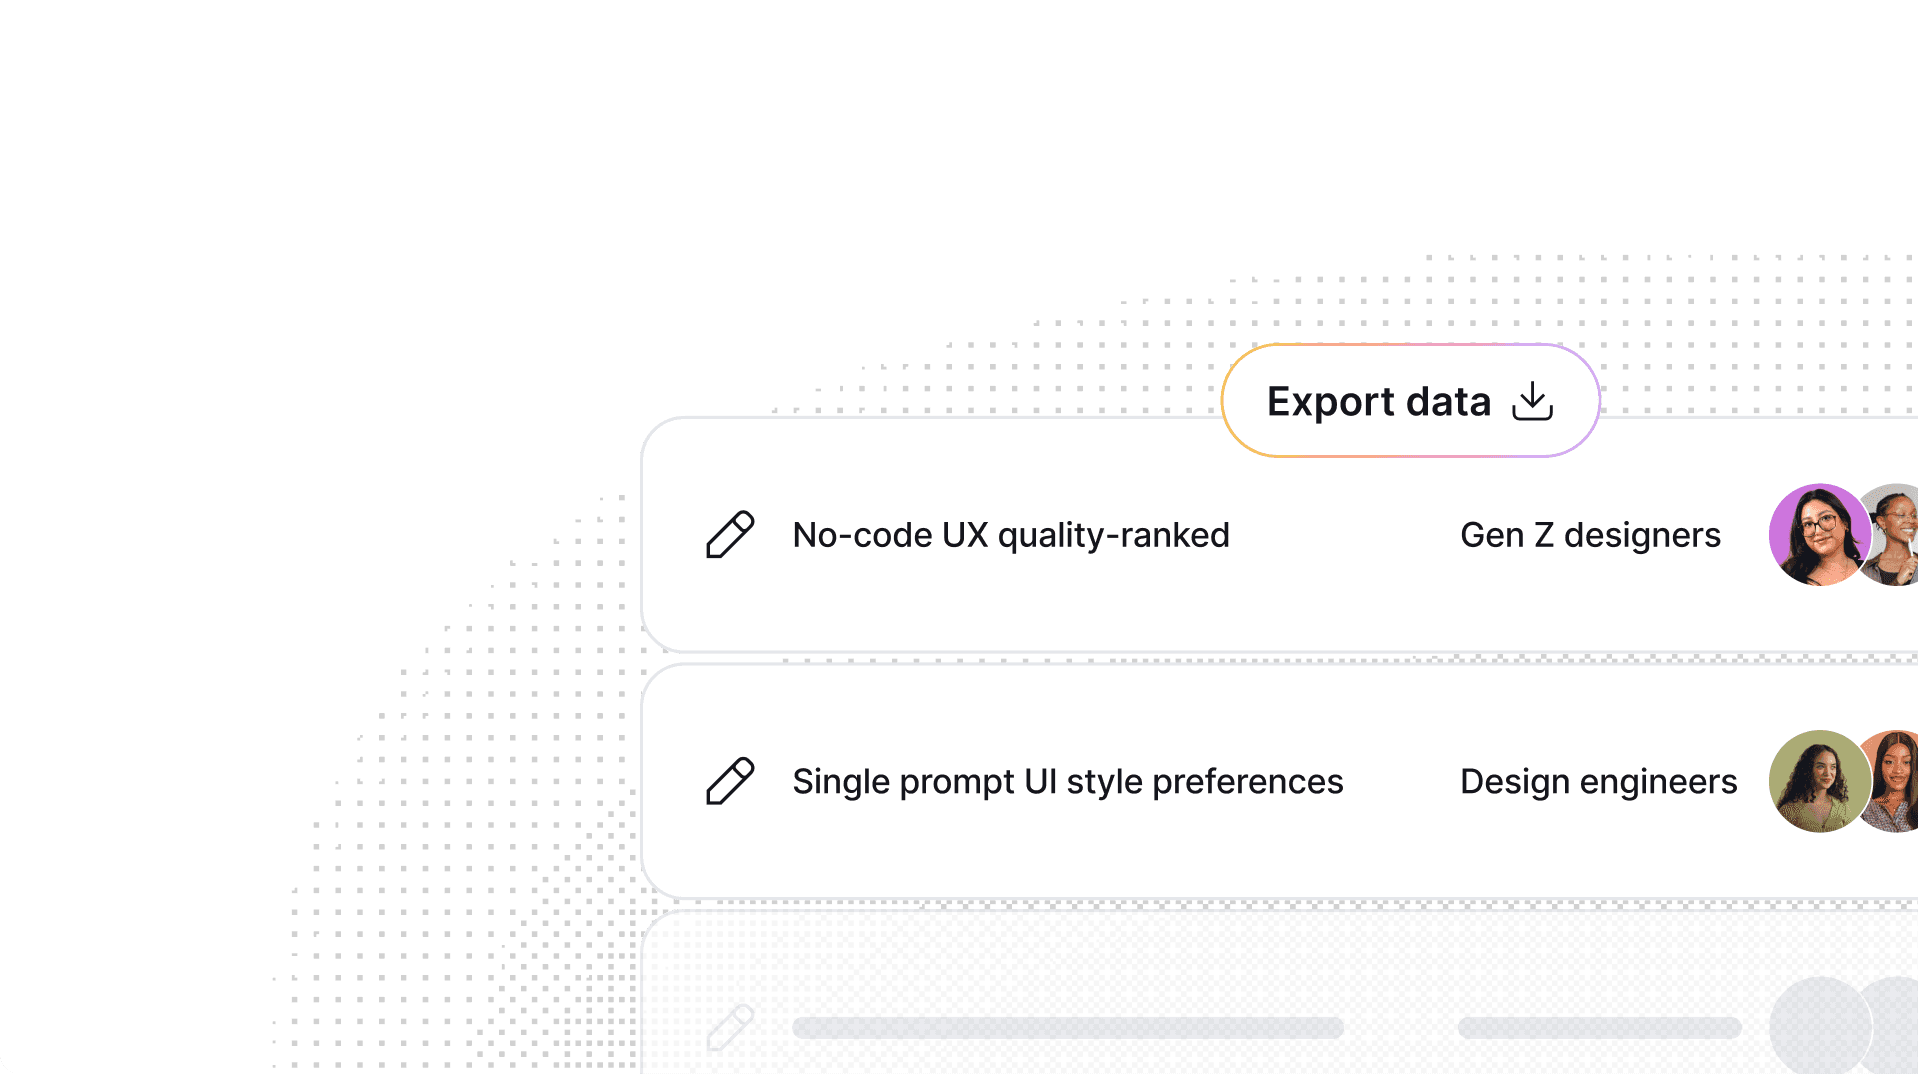 Export data
No-code UX quality-ranked
Gen Z designers
Single prompt UI style preferences
Design engineers